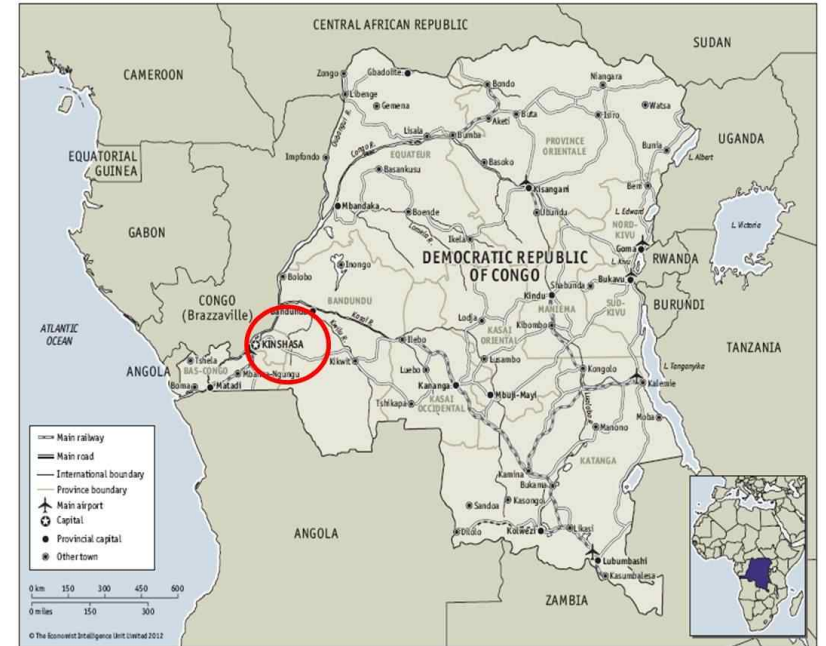 CENTRAL AFRICAN REPUBLIC
SUDAN
CAMEROON
Zongo
Gbadolite
Bondo
Niangara
Libenge
Gemena
Watsa
Aketi
Buta
Isiro
Ubangui R.
Lisala
Bumba
UGANDA
EQUATORIAL
GUINEA
Impfondo
Congo R.
EQUATEUR
PROVINCE
ORIENTALE
Bunia
L. Albert
Basoko
Basankusu
Kisangani
Beni
Mbandaka
Boende
Ubundu
L. Edward
L. Victoria
GABON
Lomela R.
Ikela
NORD-
KIVU
Goma
DEMOCRATIC REPUBLIC
OF CONGO
RWANDA
L. Kivu
Inongo
Bolobo
Shabunda
Bukavu
CONGO
(Brazzaville)
BANDUNDU
Kindu
MANIEMA
SUD-
KIVU
BURUNDI
Kasai R.
Lodja
Kibombo
ATLANTIC
OCEAN
KINSHASA
Kwilu R.
Ilebo
KASAI
ORIENTAL
TANZANIA
Tshela
Kikwit
Luebo
Lusambo
Kongolo
L. Tanganyika
ANGOLA
BAS-CONGO
Mbanza-Ngungu
Boma
Matadi
Kananga
Kalemie
KASAI
OCCIDENTAL
Mbuji-Mayi
Tshikapa
Lualaba
Moba
Manono
Main railway
Main road
International boundary
Province boundary
Main airport
Capital
Provincial capital
Other town
KATANGA
Kamina
Bukama
Sandoa
Kasongo
ANGOLA
Dilolo
Kolwezi
Likasi
Lubumbashi
Kasumbalesa
ZAMBIA
0 km 150 300 450 600
0 miles 150 300
© The Economist Intelligence Unit Limited 2012